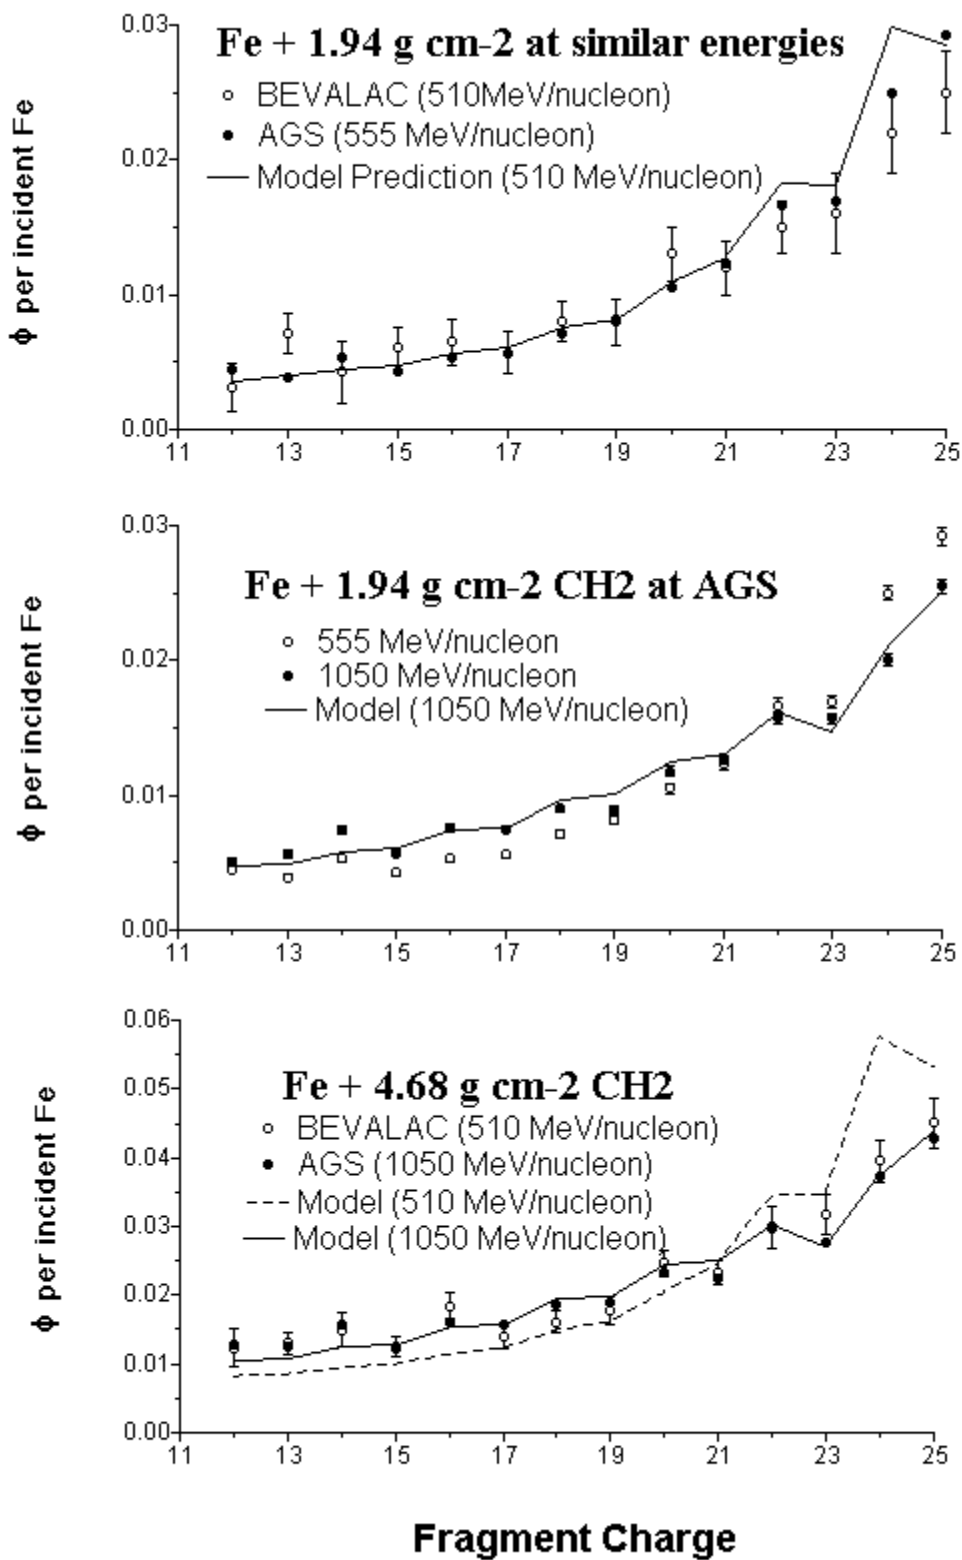 Fe + 1.94 g cm-2 at similar energies
BEVALAC (510MeV/nucleon)
AGS (555 MeV/nucleon)
Model Prediction (510 MeV/nucleon)
ϕ per incident Fe
0.03
0.02
0.01
0.00
11 13 15 17 19 21 23 25
Fe + 1.94 g cm-2 CH2 at AGS
555 MeV/nucleon
1050 MeV/nucleon
Model (1050 MeV/nucleon)
ϕ per incident Fe
0.03
0.02
0.01
0.00
11 13 15 17 19 21 23 25
Fe + 4.68 g cm-2 CH2
BEVALAC (510 MeV/nucleon)
AGS (1050 MeV/nucleon)
Model (510 MeV/nucleon)
Model (1050 MeV/nucleon)
ϕ per incident Fe
0.06
0.05
0.04
0.03
0.02
0.01
0.00
11 13 15 17 19 21 23 25
Fragment Charge